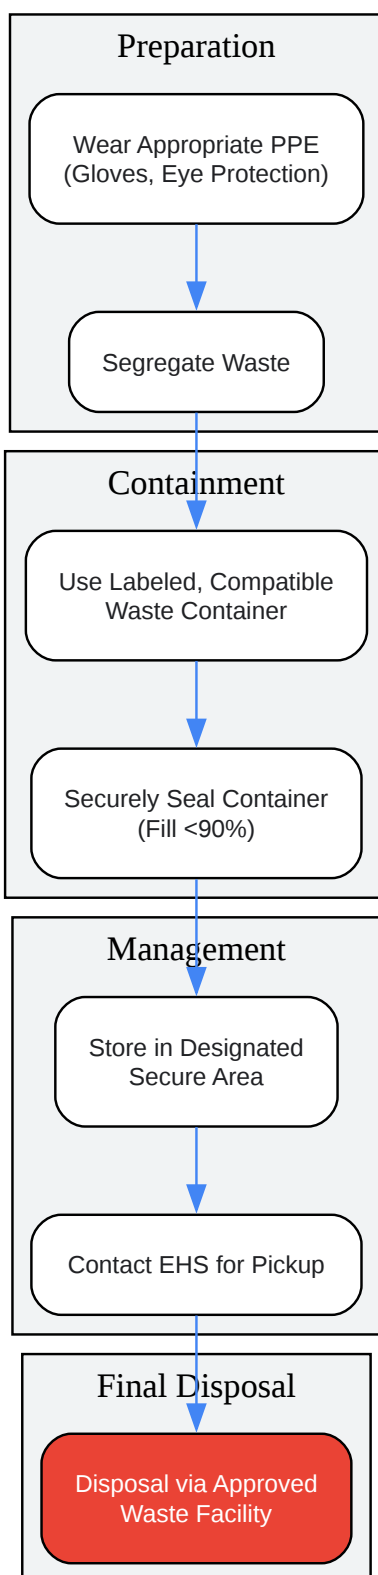 Preparation
Wear Appropriate PPE
(Gloves, Eye Protection)
Segregate Waste
Containment
Use Labeled, Compatible
Waste Container
Securely Seal Container
(Fill <90%)
Management
Store in Designated
Secure Area
Contact EHS for Pickup
Final Disposal
Disposal via Approved
Waste Facility